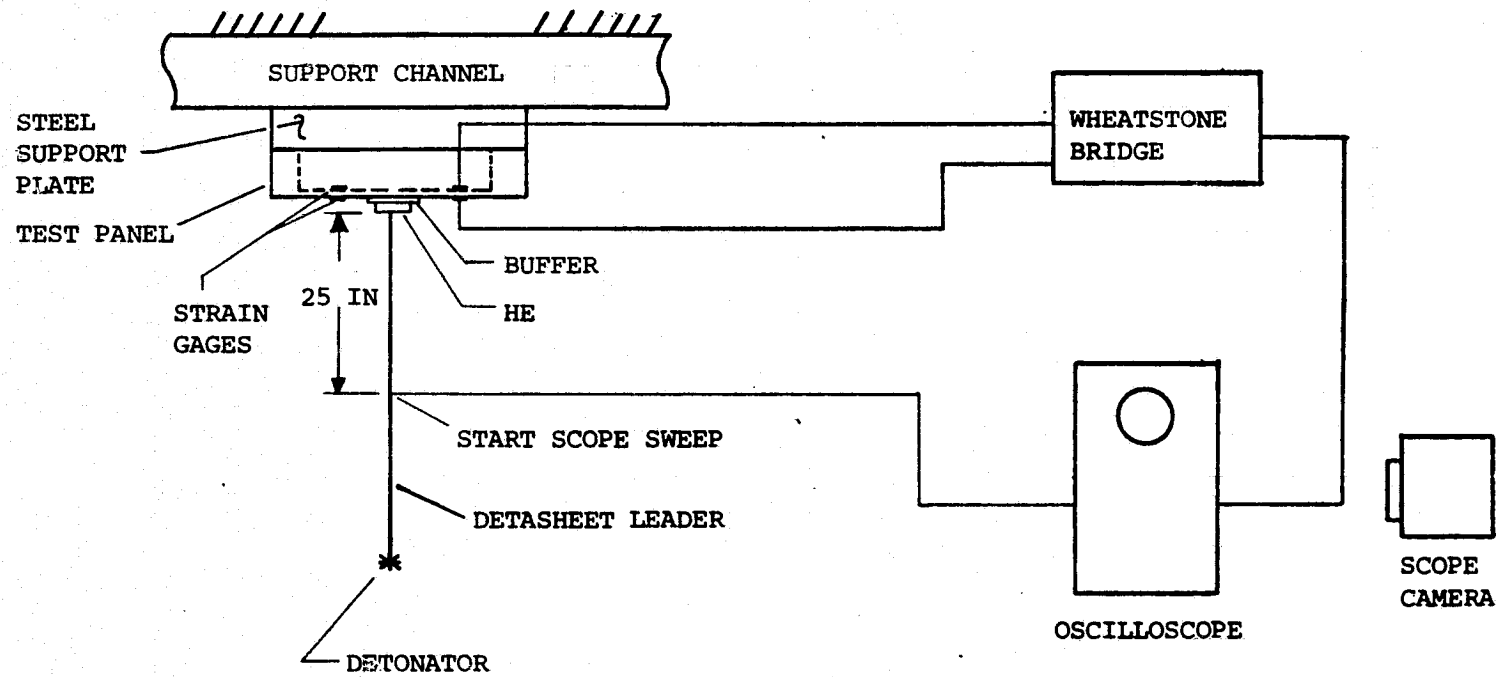 SUPPORT CHANNEL
STEEL
SUPPORT
PLATE
TEST PANEL
WHEATSTONE
BRIDGE
BUFFER
25 IN
HE
STRAIN
GAGES
START SCOPE SWEEP
DETASHEET LEADER
SCOPE
CAMERA
OSCILLOSCOPE
DETONATOR